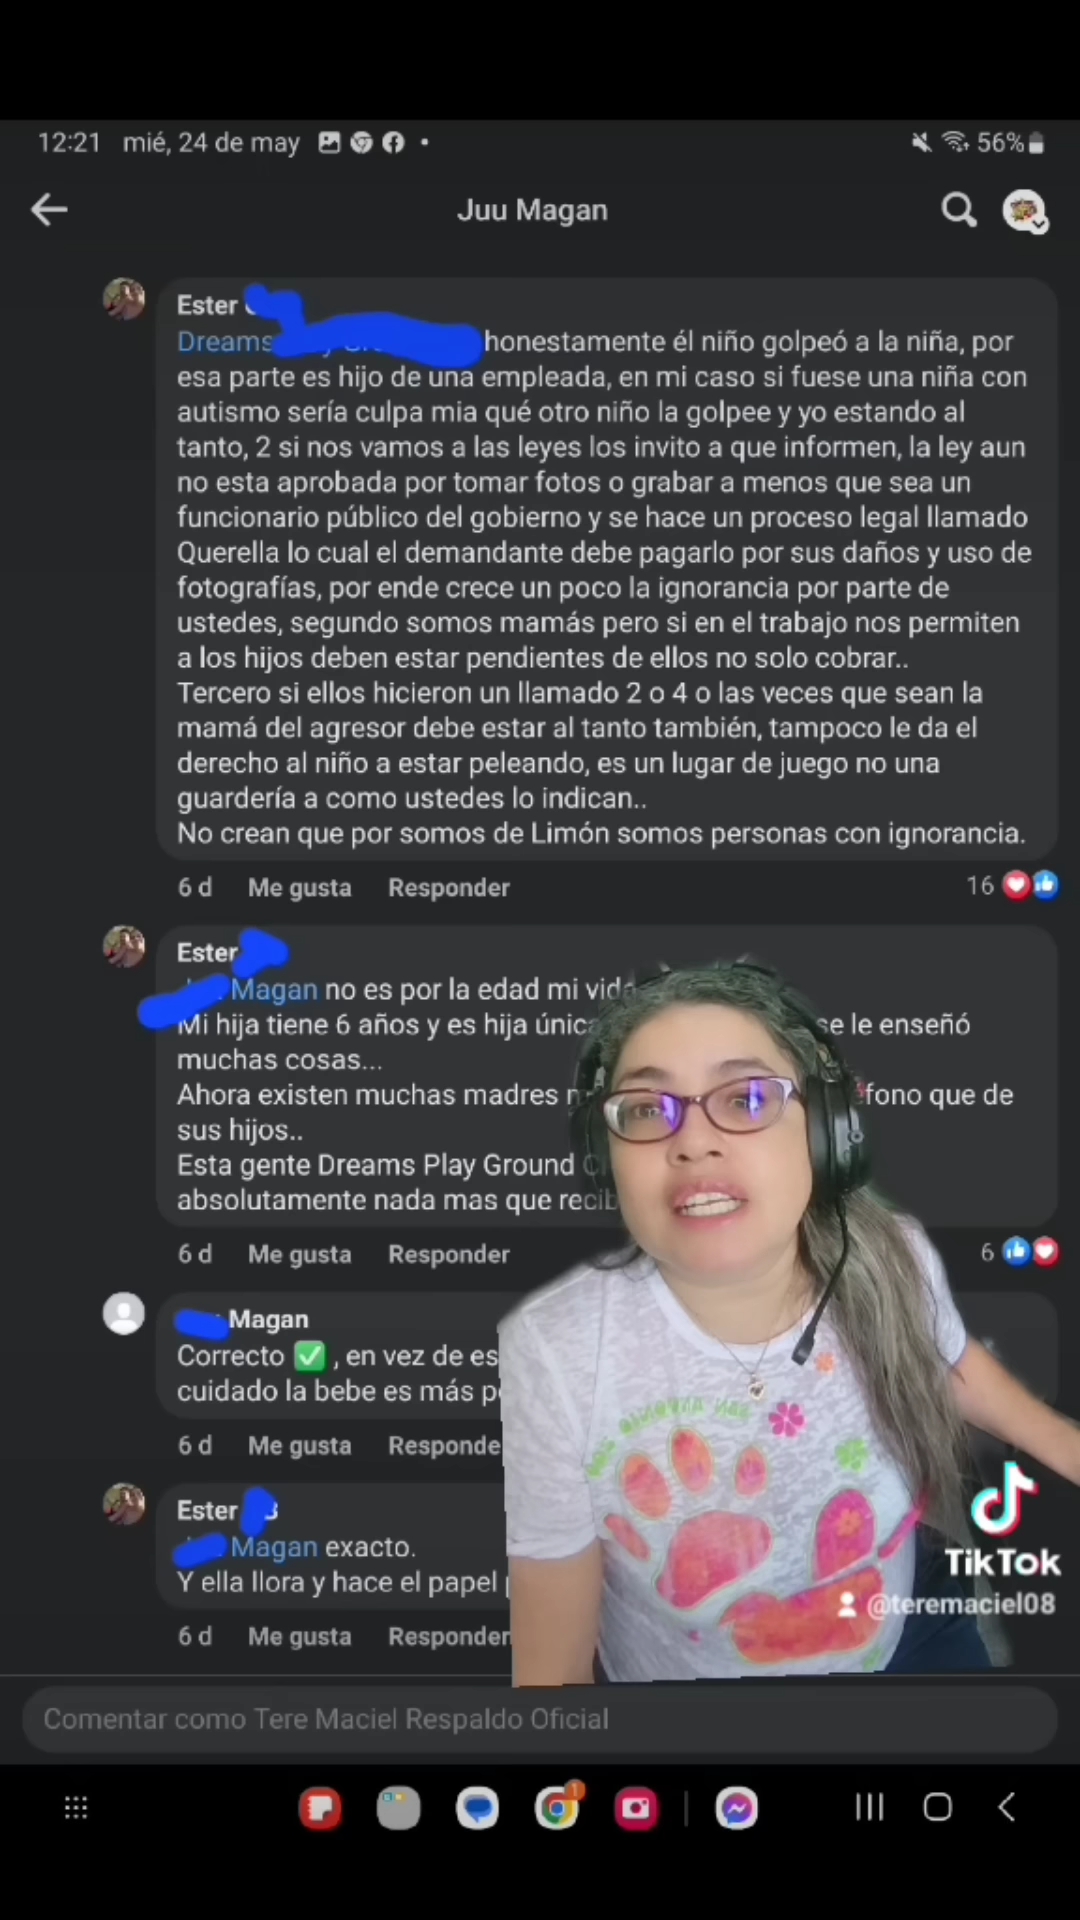 12:21 mié, 24 de may
56%
Juu Magan
Ester
Dreams honestamente él niño golpeó a la niña, por
esa parte es hijo de una empleada, en mi caso si fuese una niña con
autismo sería culpa mia qué otro niño la golpee y yo estando al
tanto, 2 si nos vamos a las leyes los invito a que informen, la ley aun
no esta aprobada por tomar fotos o grabar a menos que sea un
funcionario público del gobierno y se hace un proceso legal llamado
Querella lo cual el demandante debe pagarlo por sus daños y uso de
fotografías, por ende crece un poco la ignorancia por parte de
ustedes, segundo somos mamás pero si en el trabajo nos permiten
a los hijos deben estar pendientes de ellos no solo cobrar..
Tercero si ellos hicieron un llamado 2 o 4 o las veces que sean la
mamá del agresor debe estar al tanto también, tampoco le da el
derecho al niño a estar peleando, es un lugar de juego no una
guardería a como ustedes lo indican..
No crean que por somos de Limón somos personas con ignorancia.
6 d Me gusta Responder 16
Ester
Magan no es por la edad mi vida
Mi hija tiene 6 años y es hija única se le enseñó
muchas cosas...
Ahora existen muchas madres que de
sus hijos..
Esta gente Dreams Play Ground
absolutamente nada mas que
6 d Me gusta Responder 6
Magan
Correcto ✅ , en vez de
cuidado la bebe es más
6 d Me gusta Responde
Ester
Magan exacto.
Y ella llora y hace el papel
6 d Me gusta Responder
TikTok
@teremaciel08
Comentar como Tere Maciel Respaldo Oficial
1